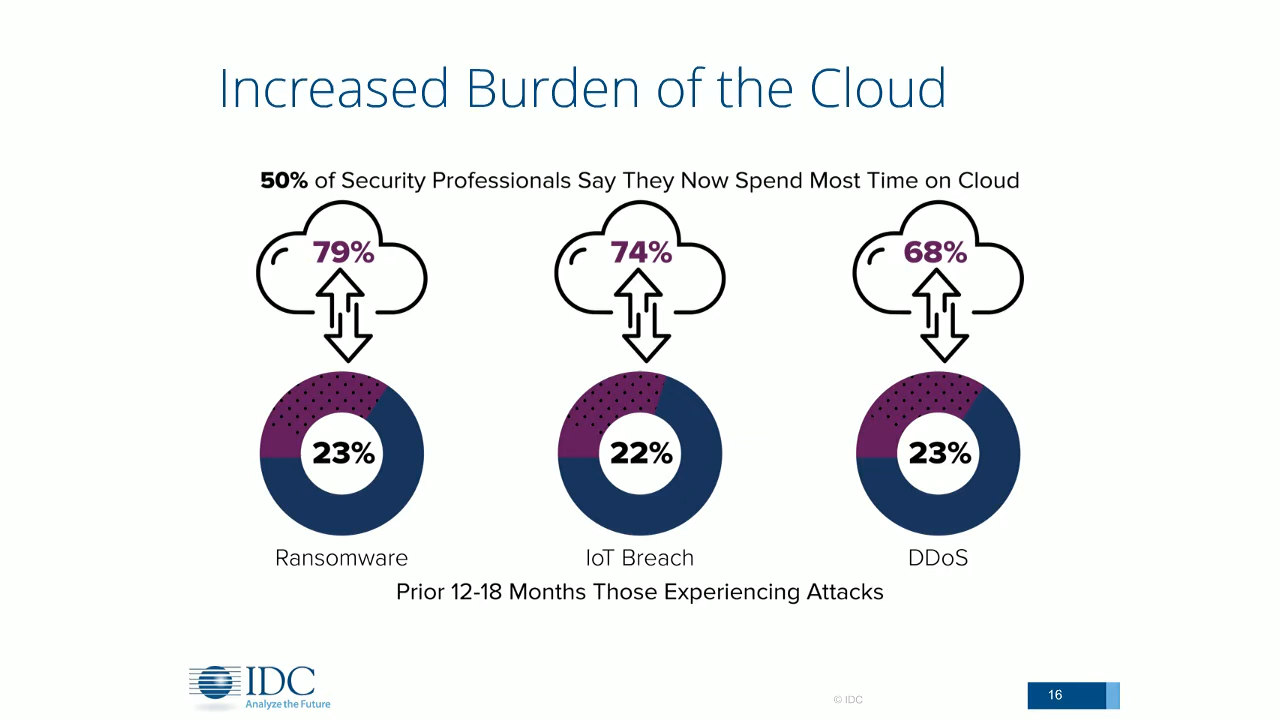 Increased Burden of the Cloud
50% of Security Professionals Say They Now Spend Most Time on Cloud
79% 74% 68%
23% 22% 23%
Ransomware IoT Breach DDoS
Prior 12-18 Months Those Experiencing Attacks
IDC
Analyze the Future
© IDC
16